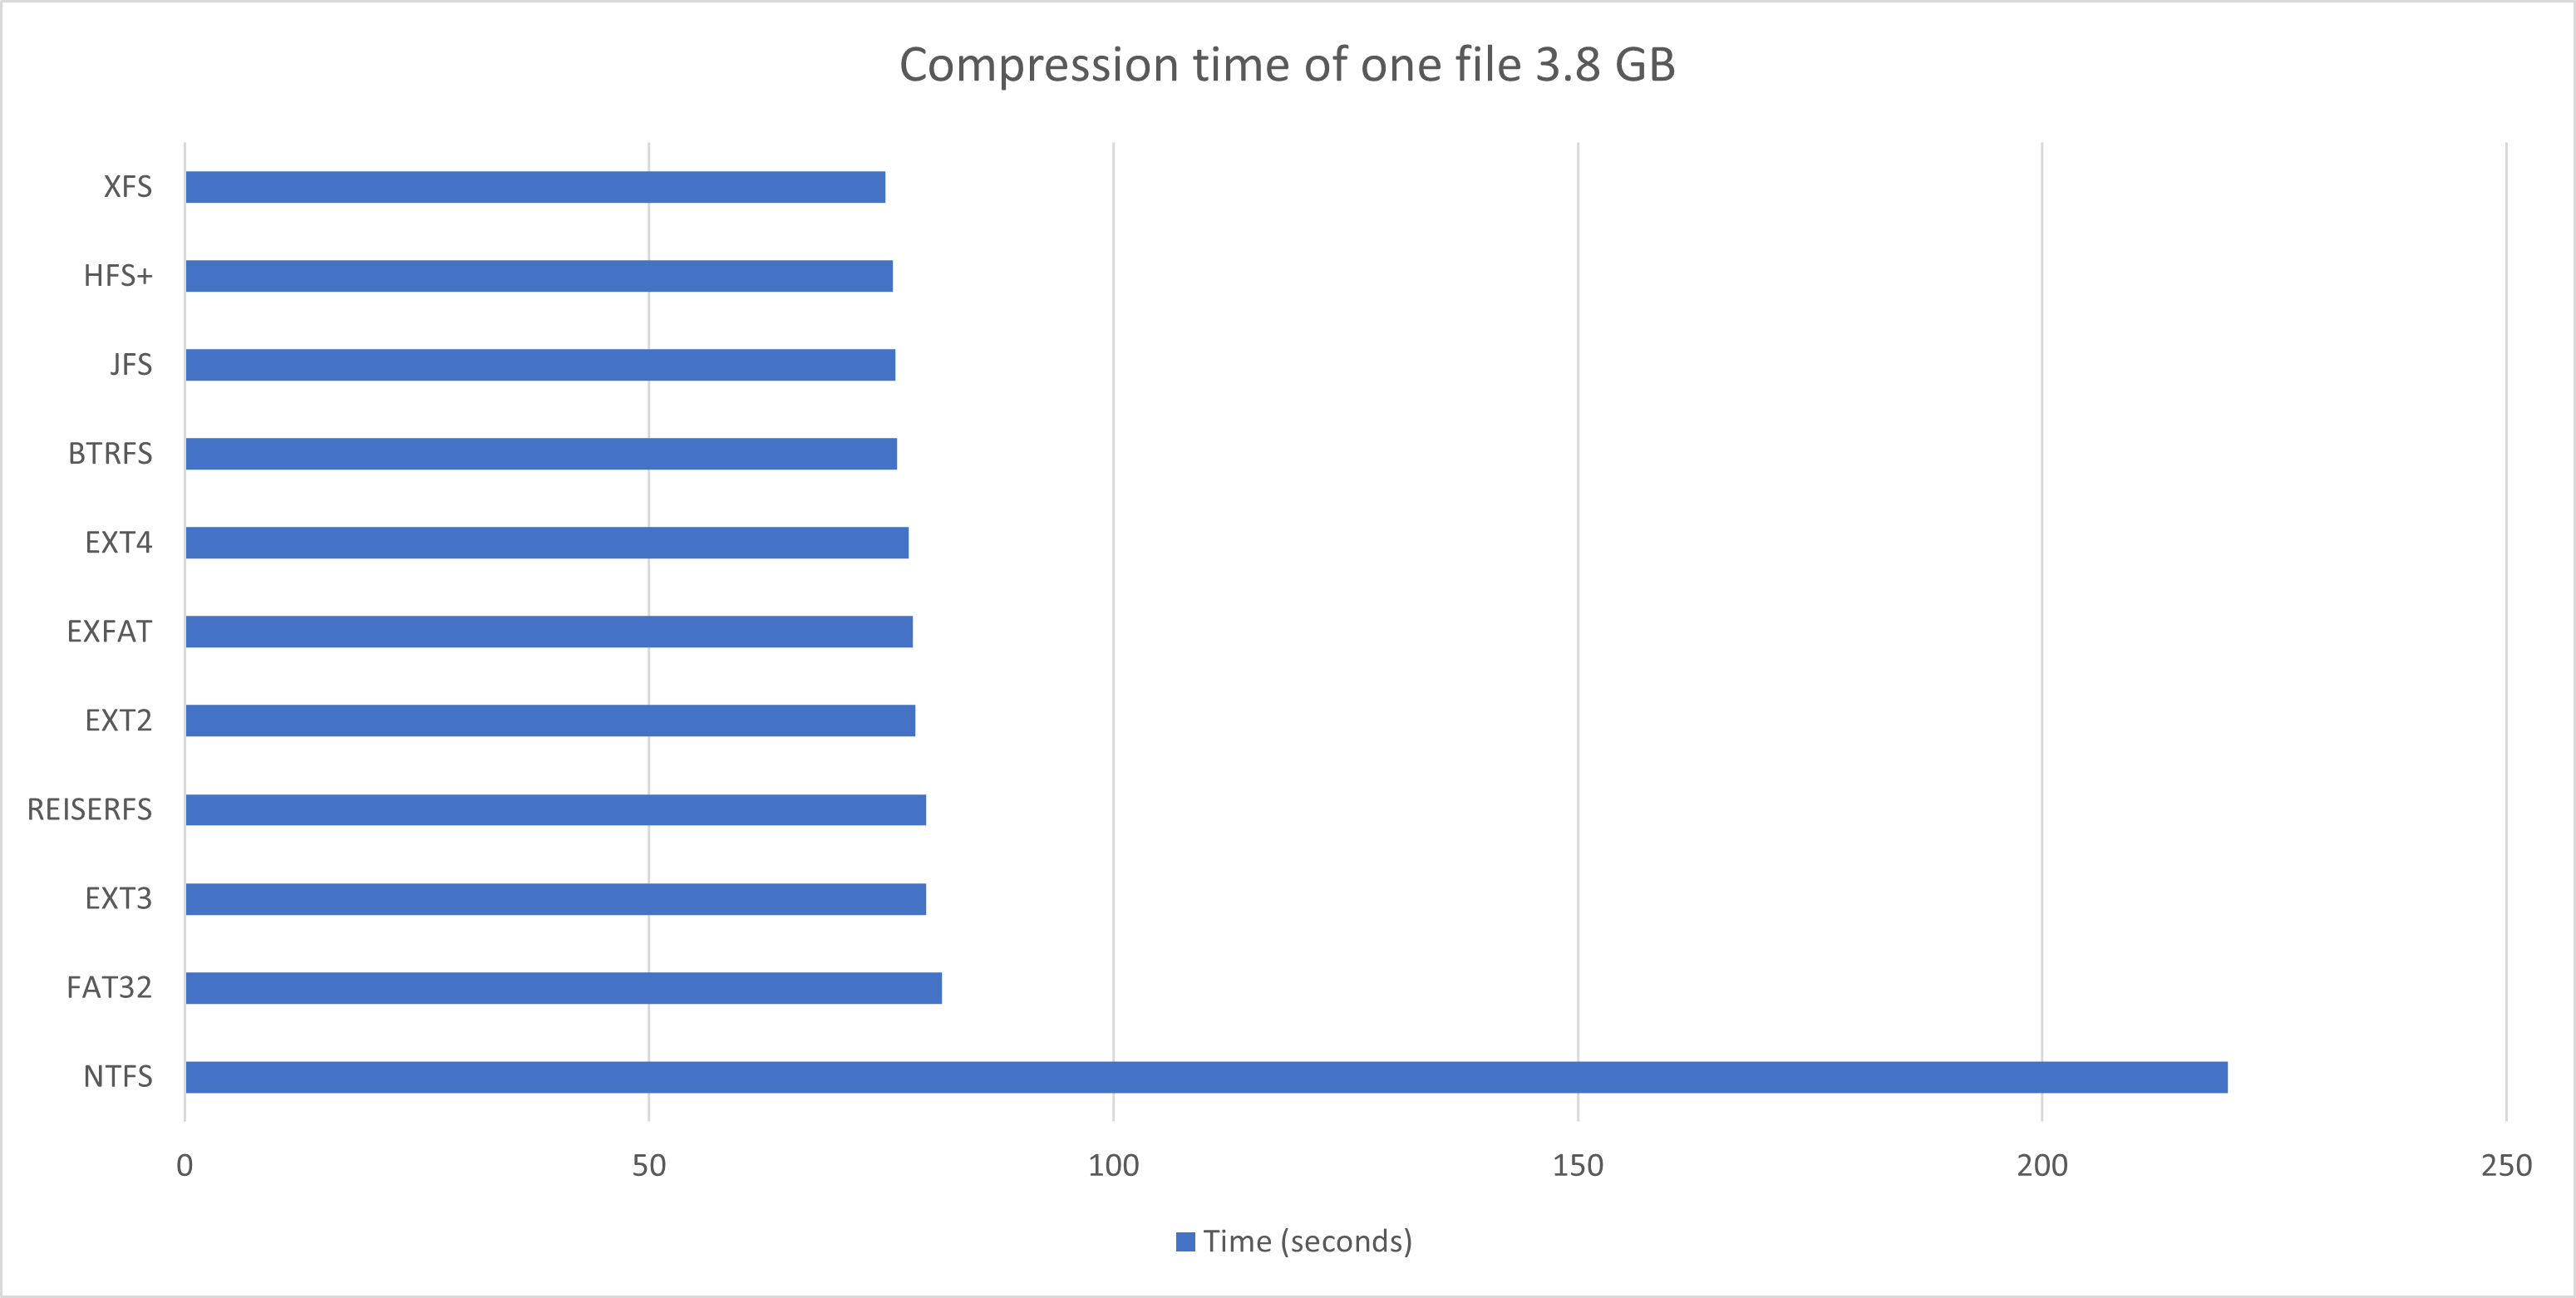 Compression time of one file 3.8 GB
XFS
HFS+
JFS
BTRFS
EXT4
EXFAT
EXT2
REISERFS
EXT3
FAT32
NTFS
0 50 100 150 200 250
Time (seconds)